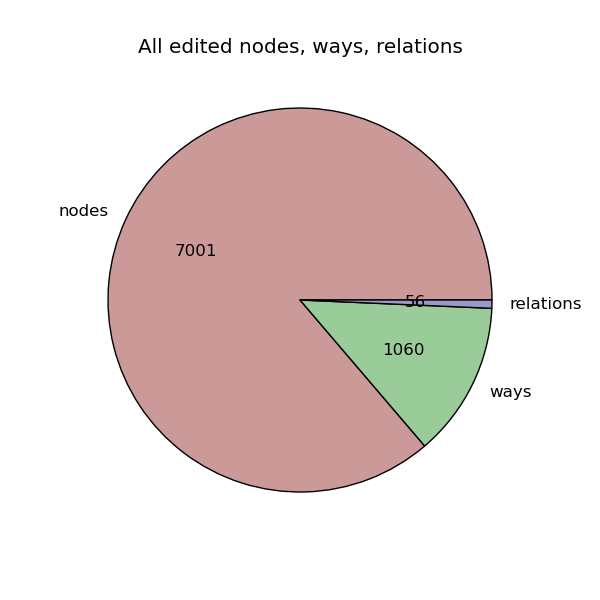 All edited nodes, ways, relations
nodes
7001
56
relations
1060
ways